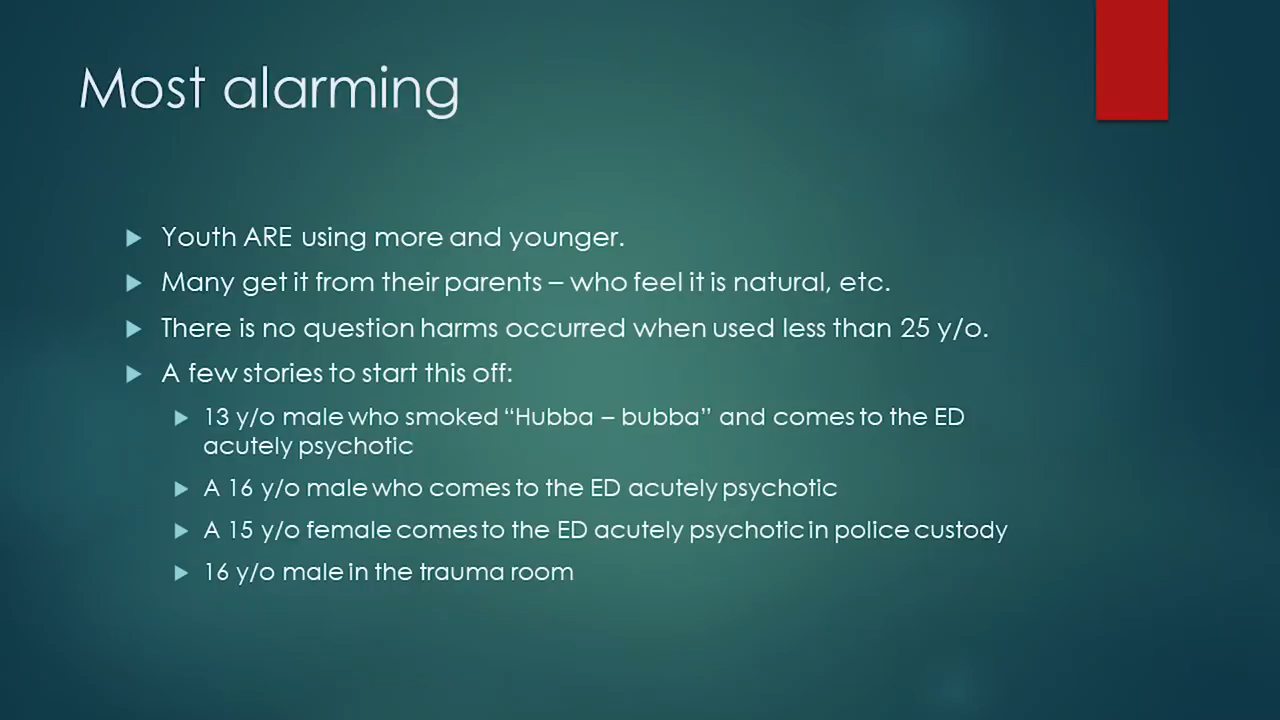 Most alarming
Youth ARE using more and younger.
Many get it from their parents – who feel it is natural, etc.
There is no question harms occurred when used less than 25 y/o.
A few stories to start this off:
13 y/o male who smoked “Hubba – bubba” and comes to the ED
acutely psychotic
A 16 y/o male who comes to the ED acutely psychotic
A 15 y/o female comes to the ED acutely psychotic in police custody
16 y/o male in the trauma room